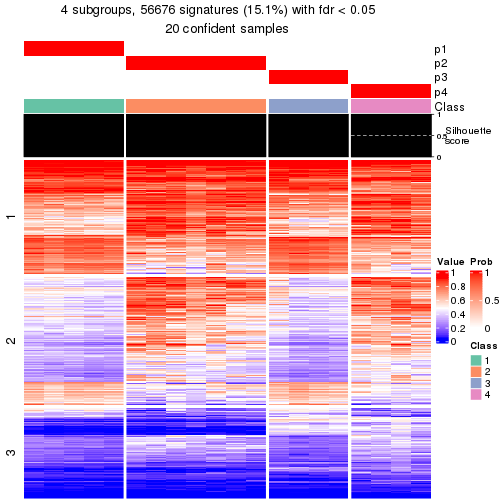 4 subgroups, 56676 signatures (15.1%) with fdr < 0.05
20 confident samples
p1
p2
p3
p4
Class
1
0.5
0
Silhouette
score
1
2
3
Value
1
0.8
0.6
0.4
0.2
0
Prob
1
0.5
0
Class
1
2
3
4